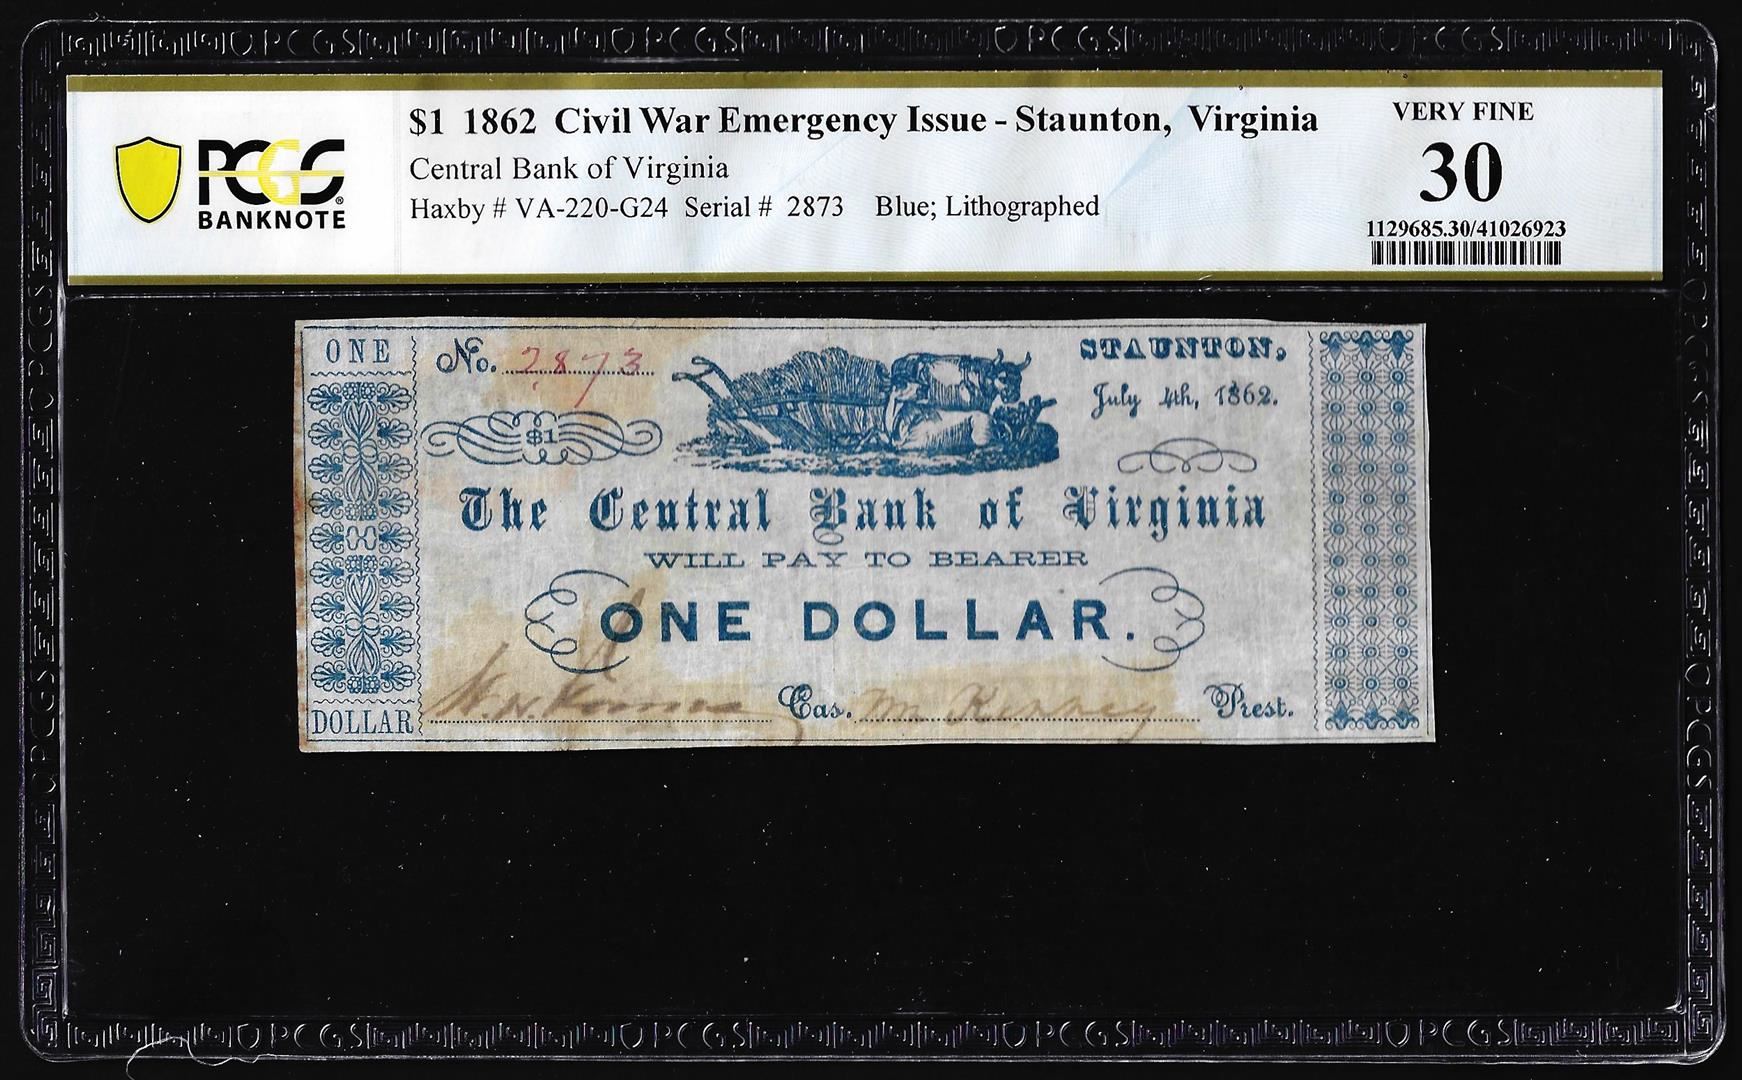 PCGS BANKNOTE
$1 1862 Civil War Emergency Issue - Staunton, Virginia
Central Bank of Virginia
Haxby # VA-220-G24 Serial # 2873 Blue; Lithographed
VERY FINE
30
1129685.30/41026923
ONE
No. 2873
STAUNTON,
July 4th, 1862.
$1
The Central Bank of Virginia
WILL PAY TO BEARER
ONE DOLLAR.
DOLLAR
Cas. Wm Kinney Prest.